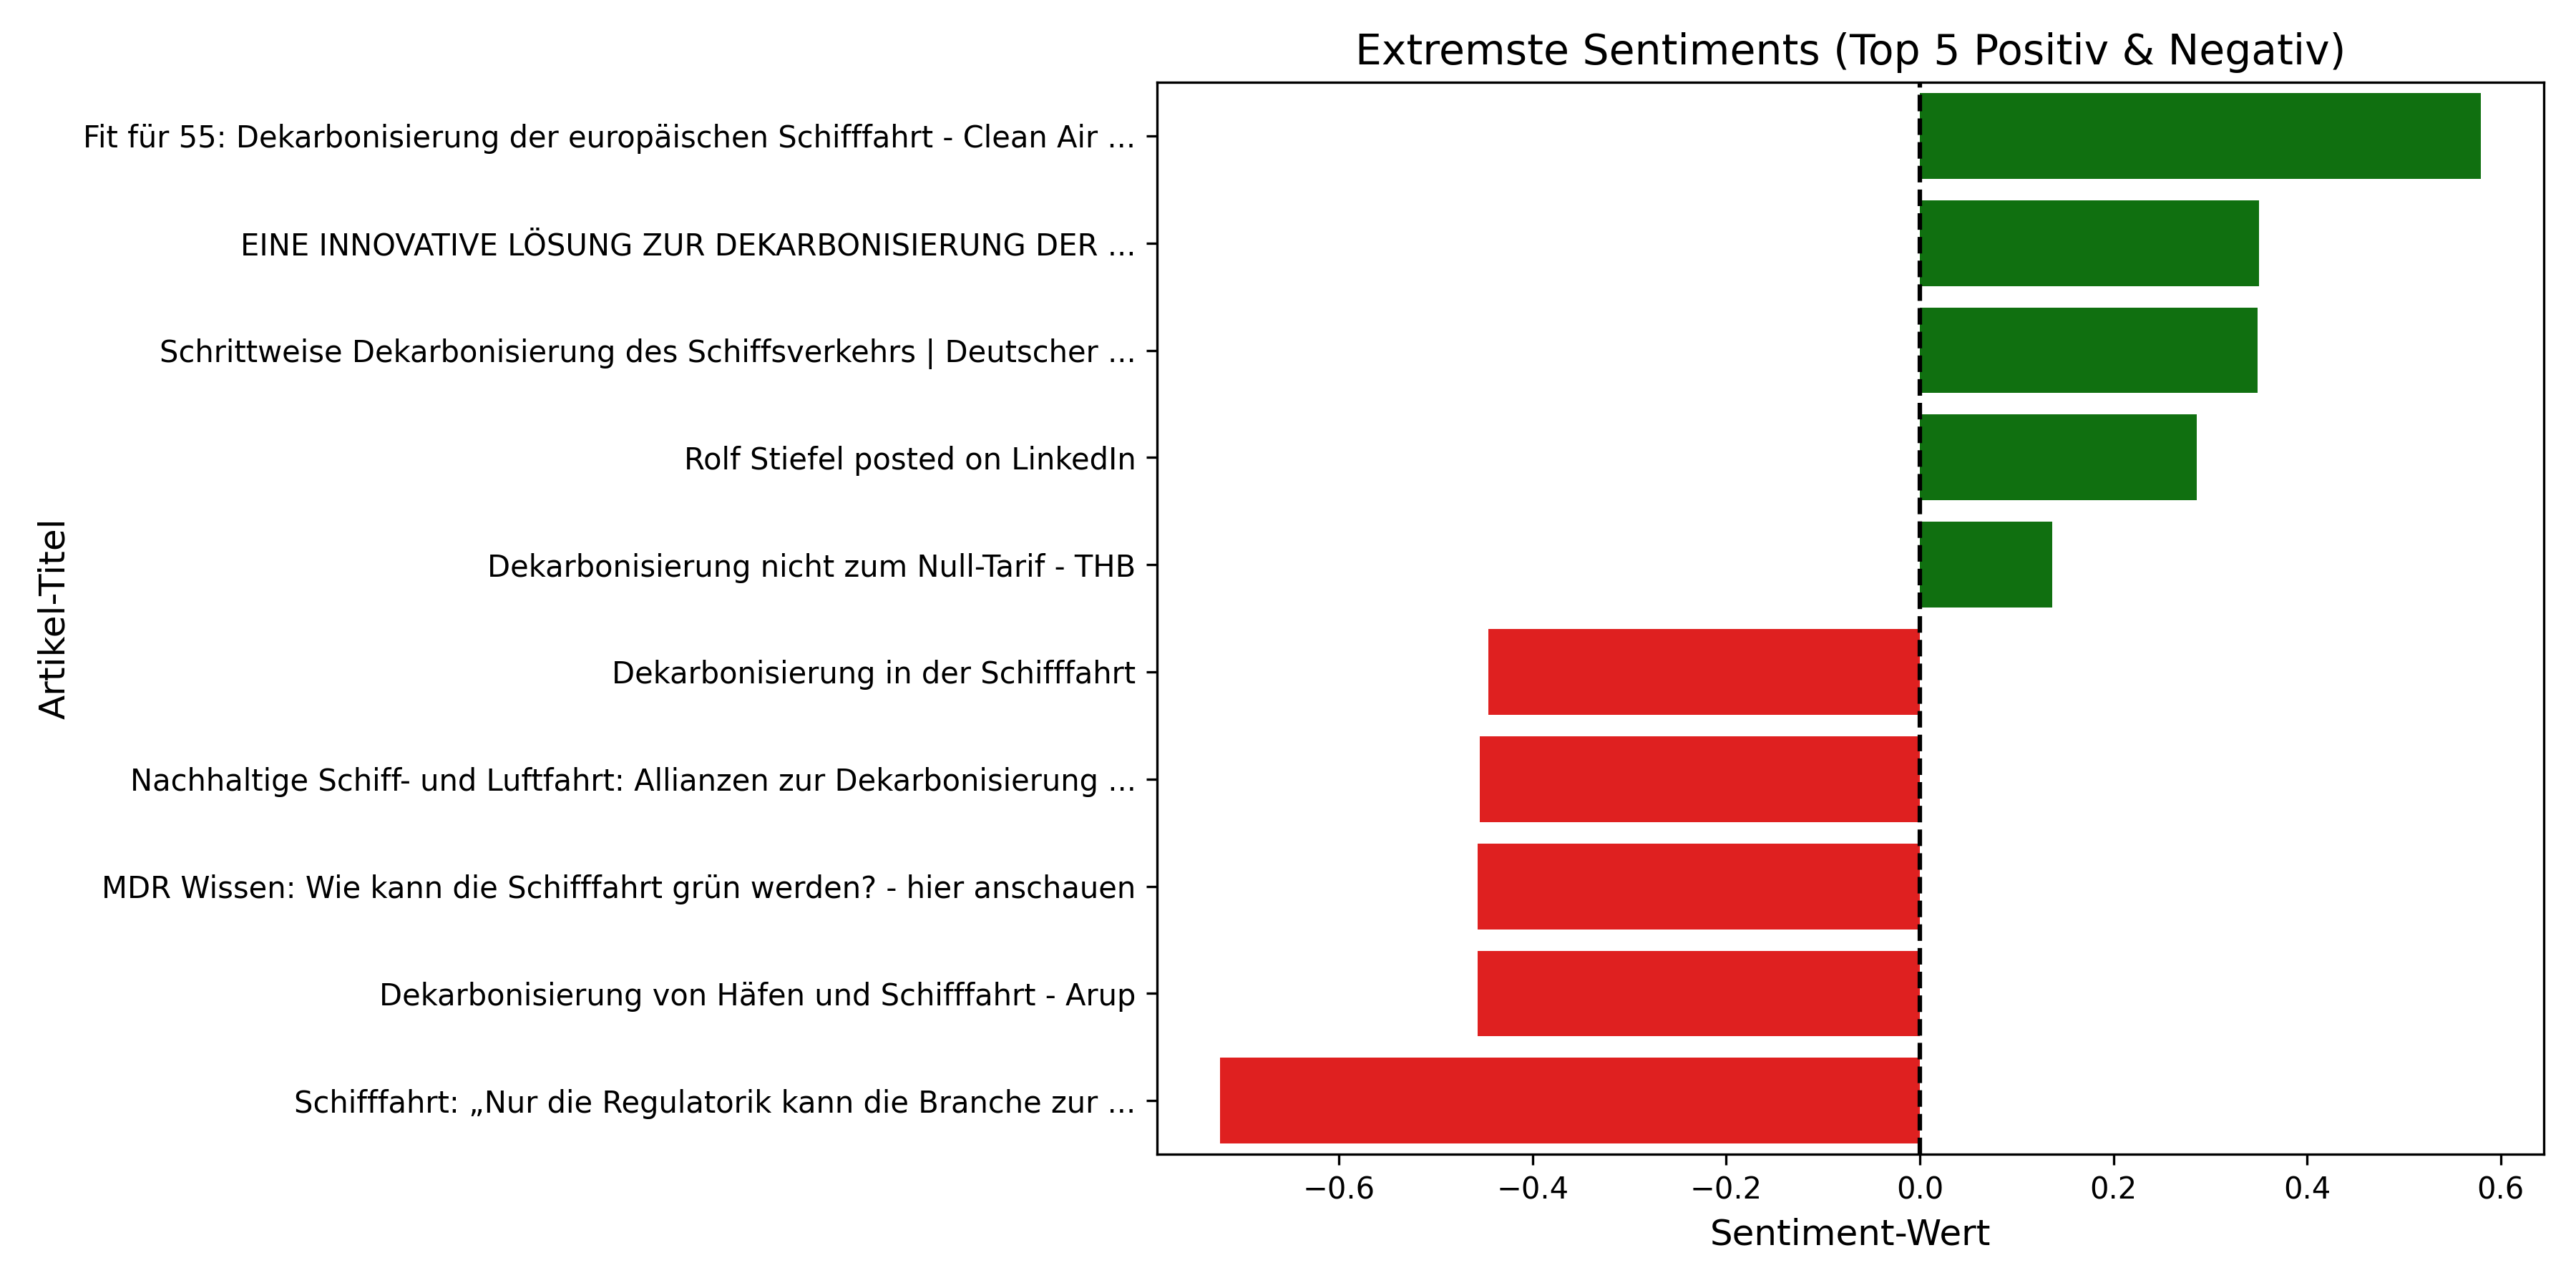 Extremste Sentiments (Top 5 Positiv & Negativ)
Artikel-Titel
Fit für 55: Dekarbonisierung der europäischen Schifffahrt - Clean Air ...
EINE INNOVATIVE LÖSUNG ZUR DEKARBONISIERUNG DER ...
Schrittweise Dekarbonisierung des Schiffsverkehrs | Deutscher ...
Rolf Stiefel posted on LinkedIn
Dekarbonisierung nicht zum Null-Tarif - THB
Dekarbonisierung in der Schifffahrt
Nachhaltige Schiff- und Luftfahrt: Allianzen zur Dekarbonisierung ...
MDR Wissen: Wie kann die Schifffahrt grün werden? - hier anschauen
Dekarbonisierung von Häfen und Schifffahrt - Arup
Schifffahrt: „Nur die Regulatorik kann die Branche zur ...
−0.6 −0.4 −0.2 0.0 0.2 0.4 0.6
Sentiment-Wert